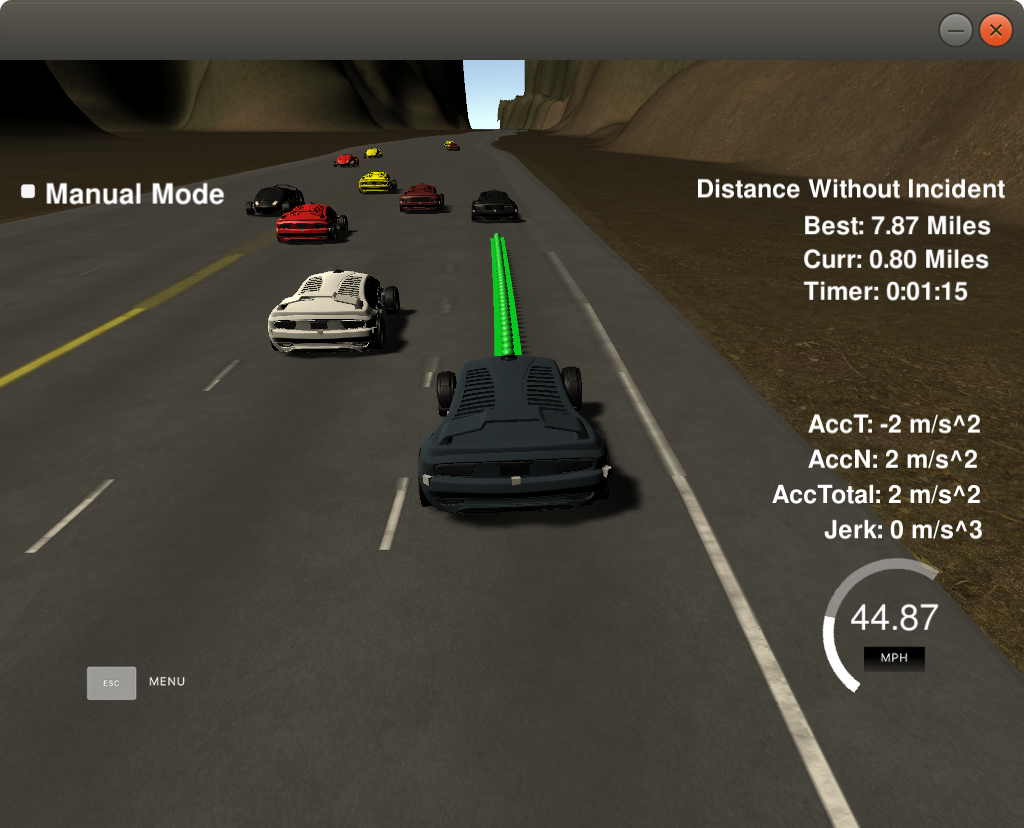 Manual Mode
Distance Without Incident
Best: 7.87 Miles
Curr: 0.80 Miles
Timer: 0:01:15
AccT: -2 m/s^2
AccN: 2 m/s^2
AccTotal: 2 m/s^2
Jerk: 0 m/s^3
44.87
MPH
ESC MENU